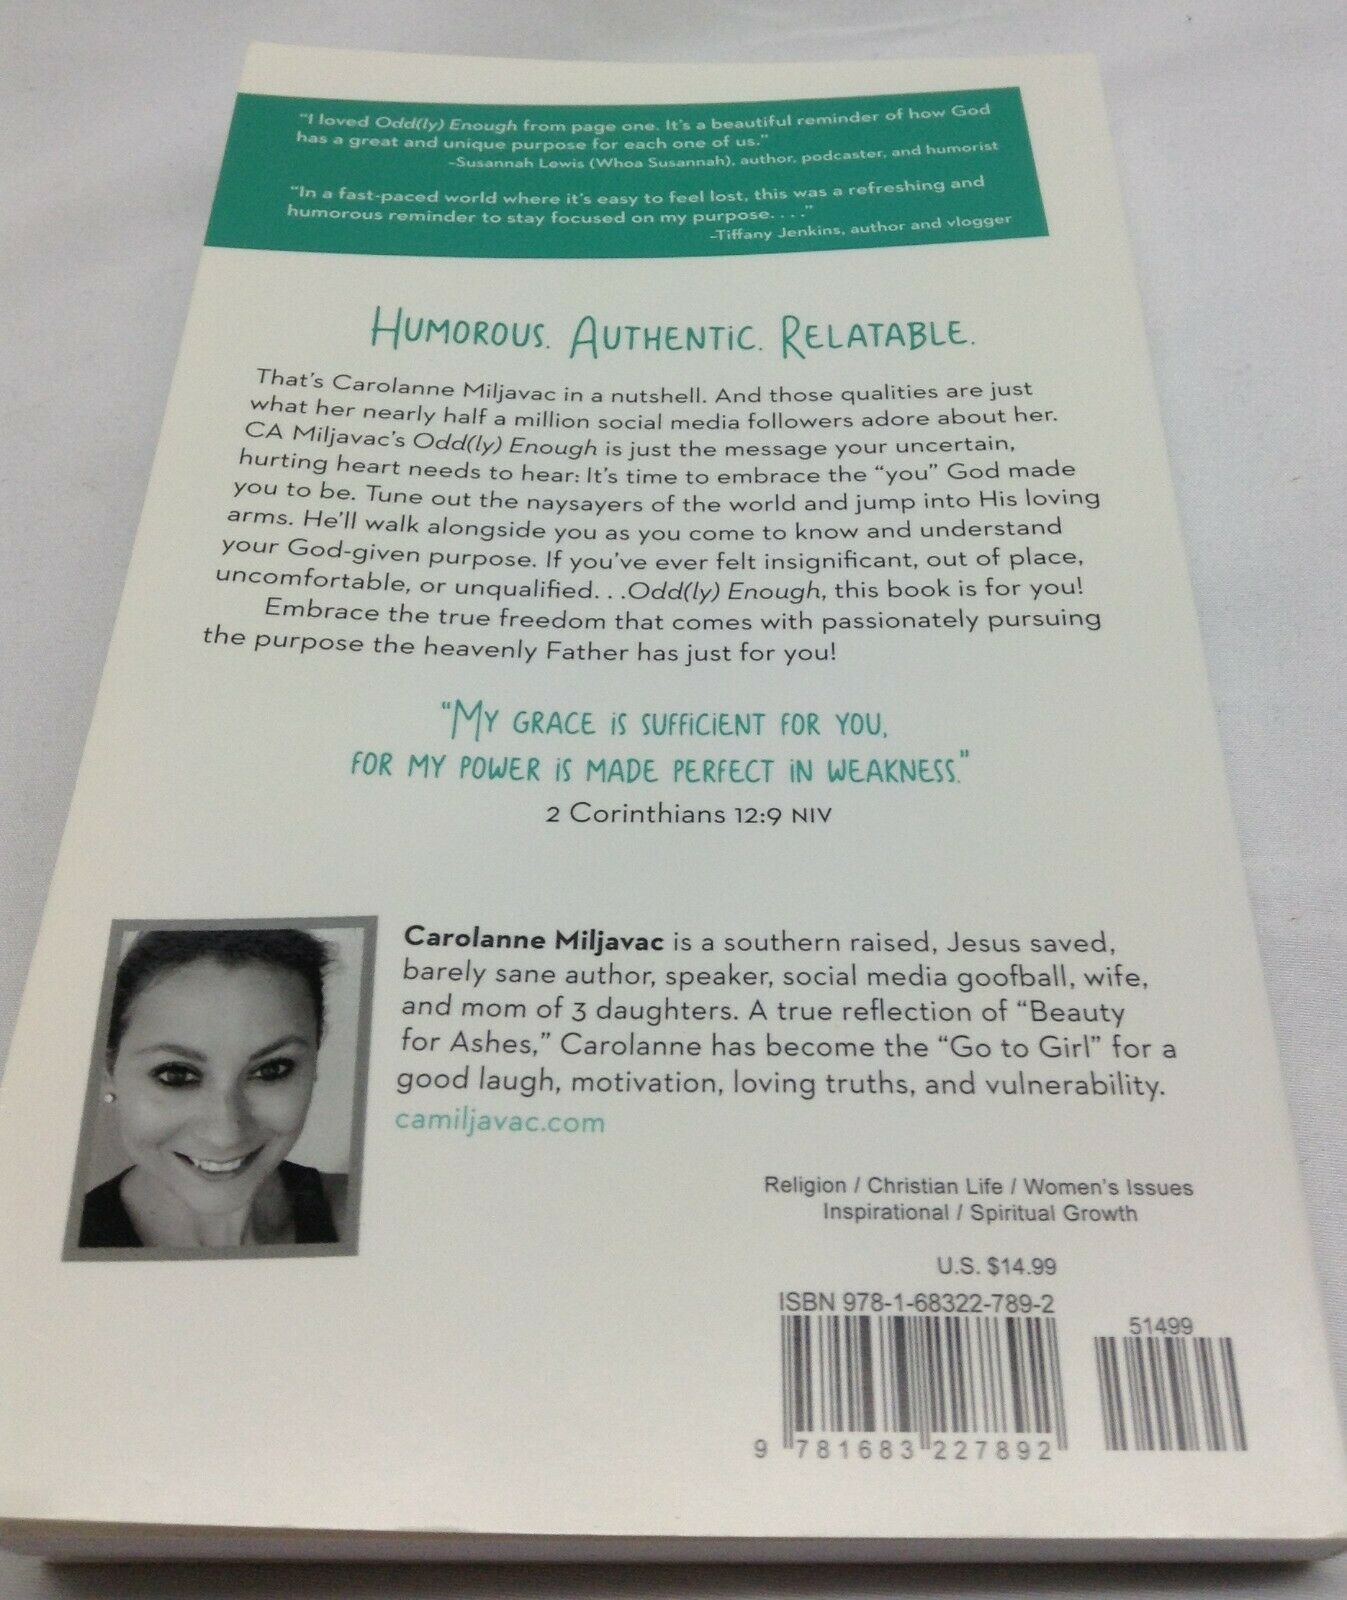 "I loved Odd(ly) Enough from page one. It's a beautiful reminder of how God
has a great and unique purpose for each one of us."
–Susannah Lewis (Whoa Susannah), author, podcaster, and humorist
"In a fast-paced world where it's easy to feel lost, this was a refreshing and
humorous reminder to stay focused on my purpose. . . ."
–Tiffany Jenkins, author and vlogger
HUMOROUS. AUTHENTIC. RELATABLE.
That's Carolanne Miljavac in a nutshell. And those qualities are just
what her nearly half a million social media followers adore about her.
CA Miljavac's Odd(ly) Enough is just the message your uncertain,
hurting heart needs to hear: It's time to embrace the "you" God made
you to be. Tune out the naysayers of the world and jump into His loving
arms. He'll walk alongside you as you come to know and understand
your God-given purpose. If you've ever felt insignificant, out of place,
uncomfortable, or unqualified. . .Odd(ly) Enough, this book is for you!
Embrace the true freedom that comes with passionately pursuing
the purpose the heavenly Father has just for you!
"MY GRACE IS SUFFICIENT FOR YOU,
FOR MY POWER IS MADE PERFECT IN WEAKNESS."
2 Corinthians 12:9 NIV
Carolanne Miljavac is a southern raised, Jesus saved,
barely sane author, speaker, social media goofball, wife,
and mom of 3 daughters. A true reflection of "Beauty
for Ashes," Carolanne has become the "Go to Girl" for a
good laugh, motivation, loving truths, and vulnerability.
camiljavac.com
Religion / Christian Life / Women's Issues
Inspirational / Spiritual Growth
U.S. $14.99
ISBN 978-1-68322-789-2
51499
9 781683 227892